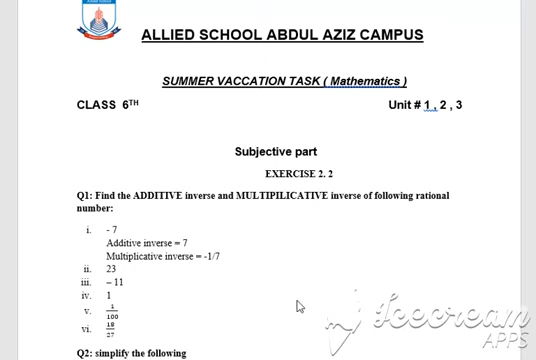 ALLIED SCHOOL ABDUL AZIZ CAMPUS
SUMMER VACCATION TASK ( Mathematics )
CLASS 6TH Unit # 1 , 2 , 3
Subjective part
EXERCISE 2. 2
Q1: Find the ADDITIVE inverse and MULTIPILICATIVE inverse of following rational
number:
i. - 7
Additive inverse = 7
Multiplicative inverse = -1/7
ii. 23
iii. – 11
iv. 1
v. 1/100
vi. 18/27
Q2: simplify the following
Icecream
APPS